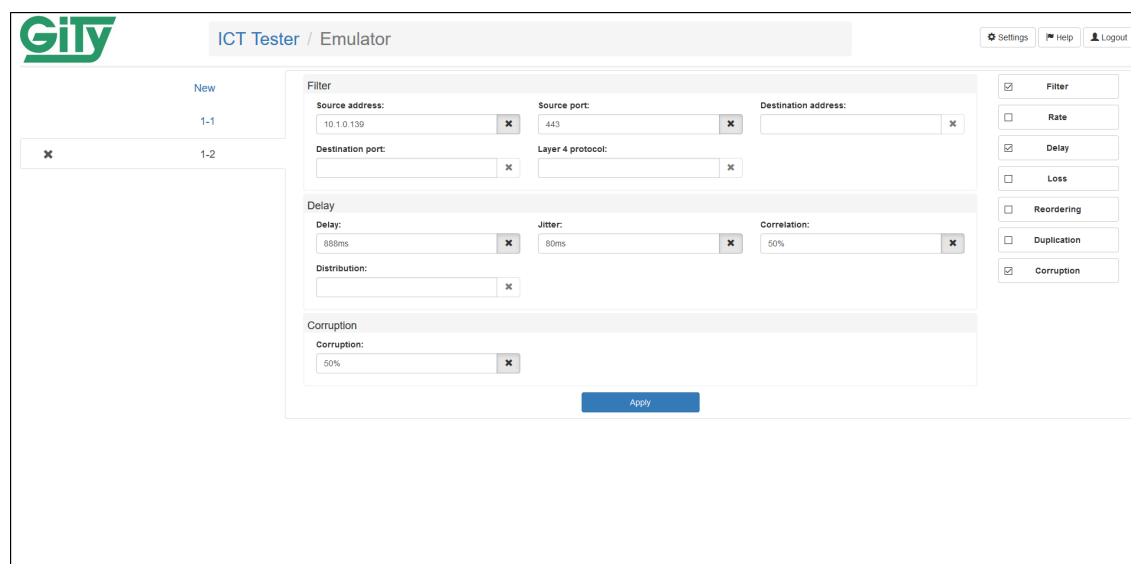 GiTy
ICT Tester / Emulator
Settings
Help
Logout
New
1-1
1-2
Filter
Source address:
Source port:
Destination address:
10.1.0.139
443
Destination port:
Layer 4 protocol:
Delay
Delay:
Jitter:
Correlation:
888ms
80ms
50%
Distribution:
Corruption
Corruption:
50%
Apply
Filter
Rate
Delay
Loss
Reordering
Duplication
Corruption